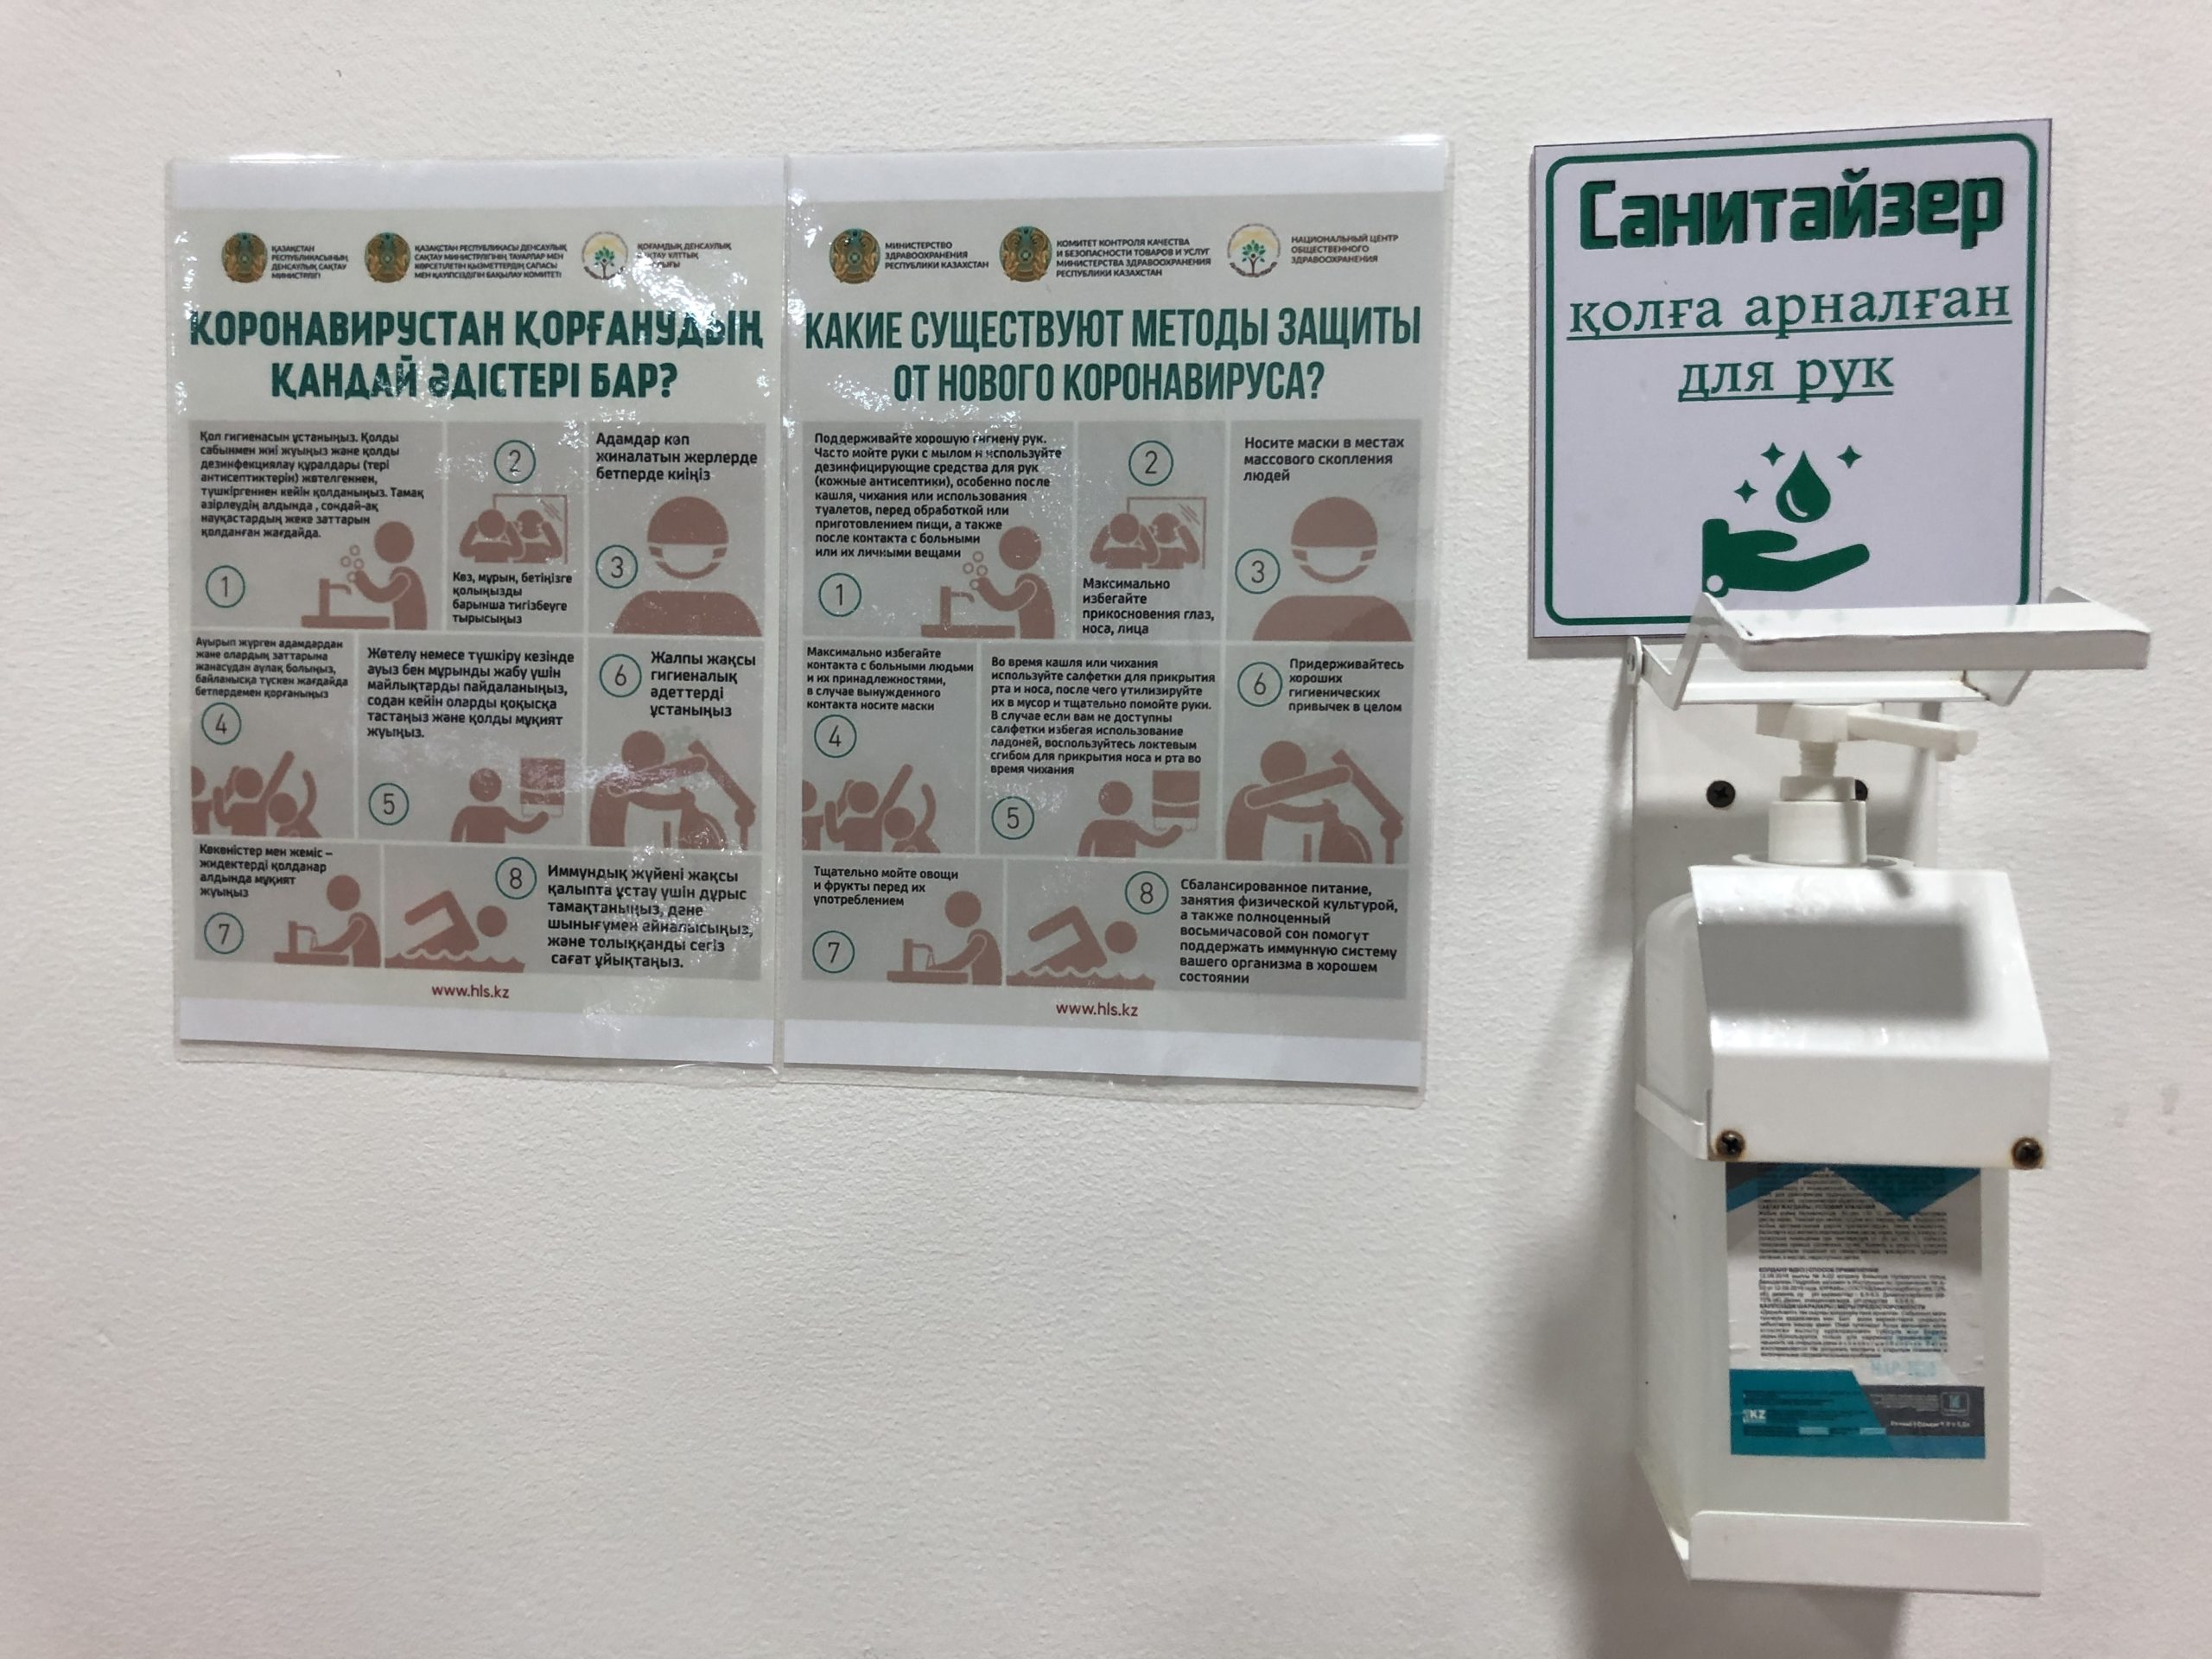 ҚАЗАҚСТАН
РЕСПУБЛИКАСЫНЫҢ
ДЕНСАУЛЫҚ САҚТАУ
МИНИСТРЛІГІ
ҚАЗАҚСТАН РЕСПУБЛИКАСЫ ДЕНСАУЛЫҚ
САҚТАУ МИНИСТРЛІГІНІҢ ТАУАРЛАР МЕН
КӨРСЕТІЛЕТІН ҚЫЗМЕТТЕРДІҢ САПАСЫ
МЕН ҚАУІПСІЗДІГІН БАҚЫЛАУ КОМИТЕТІ
ҚОҒАМДЫҚ ДЕНСАУЛЫҚ
САҚТАУ ҰЛТТЫҚ
КОРОНАВИРУСТАН ҚОРҒАНУДЫҢ
ҚАНДАЙ ӘДІСТЕРІ БАР?
Қол гигиенасын ұстаныңыз. Қолды
сабынмен жиі жуыңыз және қолды
дезинфекциялау құралдары (тері
антисептиктерін) жөтелгеннен,
түшкіргеннен кейін қолданыңыз. Тамақ
әзірлеудің алдында , сондай-ақ
науқастардың жеке заттарын
қолданған жағдайда.
1
2
Көз, мұрын, бетіңізге
қолыңызды
барынша тигізбеуге
тырысыңыз
Адамдар көп
жиналатын жерлерде
бетперде киіңіз
3
Ауырып жүрген адамдардан
және олардың заттарына
жанасудан аулақ болыңыз,
байланысқа түскен жағдайда
бетпердемен қорғаныңыз
4
Жөтелу немесе түшкіру кезінде
ауыз бен мұрынды жабу үшін
майлықтарды пайдаланыңыз,
содан кейін оларды қоқысқа
тастаңыз және қолды мұқият
жуыңыз.
5
6
Жалпы жақсы
гигиеналық
әдеттерді
ұстаныңыз
Көкөністер мен жеміс –
жидектерді қолданар
алдында мұқият
жуыңыз
7
8
Иммундық жүйені жақсы
қалыпта ұстау үшін дұрыс
тамақтаныңыз, дене
шынығумен айналысыңыз,
және толыққанды сегіз
сағат ұйықтаңыз.
www.hls.kz
МИНИСТЕРСТВО
ЗДРАВООХРАНЕНИЯ
РЕСПУБЛИКИ КАЗАХСТАН
КОМИТЕТ КОНТРОЛЯ КАЧЕСТВА
И БЕЗОПАСНОСТИ ТОВАРОВ И УСЛУГ
МИНИСТЕРСТВА ЗДРАВООХРАНЕНИЯ
РЕСПУБЛИКИ КАЗАХСТАН
НАЦИОНАЛЬНЫЙ ЦЕНТР
ОБЩЕСТВЕННОГО
ЗДРАВООХРАНЕНИЯ
КАКИЕ СУЩЕСТВУЮТ МЕТОДЫ ЗАЩИТЫ
ОТ НОВОГО КОРОНАВИРУСА?
Поддерживайте хорошую гигиену рук.
Часто мойте руки с мылом и используйте
дезинфицирующие средства для рук
(кожные антисептики), особенно после
кашля, чихания или использования
туалетов, перед обработкой или
приготовлением пищи, а также
после контакта с больными
или их личными вещами
1
2
Максимально
избегайте
прикосновения глаз,
носа, лица
Носите маски в местах
массового скопления
людей
3
Максимально избегайте
контакта с больными людьми
и их принадлежностями,
в случае вынужденного
контакта носите маски
4
Во время кашля или чихания
используйте салфетки для прикрытия
рта и носа, после чего утилизируйте
их в мусор и тщательно помойте руки.
В случае если вам не доступны
салфетки избегая использование
ладоней, воспользуйтесь локтевым
сгибом для прикрытия носа и рта во
время чихания
5
6
Придерживайтесь
хороших
гигиенических
привычек в целом
Тщательно мойте овощи
и фрукты перед их
употреблением
7
8
Сбалансированное питание,
занятия физической культурой,
а также полноценный
восьмичасовой сон помогут
поддержать иммунную систему
вашего организма в хорошем
состоянии
www.hls.kz
Санитайзер
қолға арналған
для рук
KZ